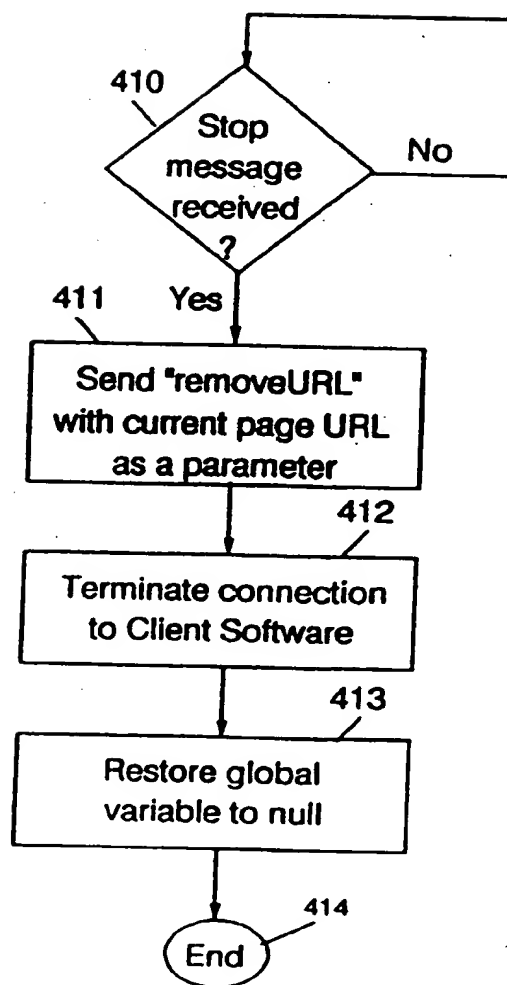 410
Stop
message
received
?
No
Yes
411
Send "removeURL"
with current page URL
as a parameter
412
Terminate connection
to Client Software
413
Restore global
variable to null
414
End